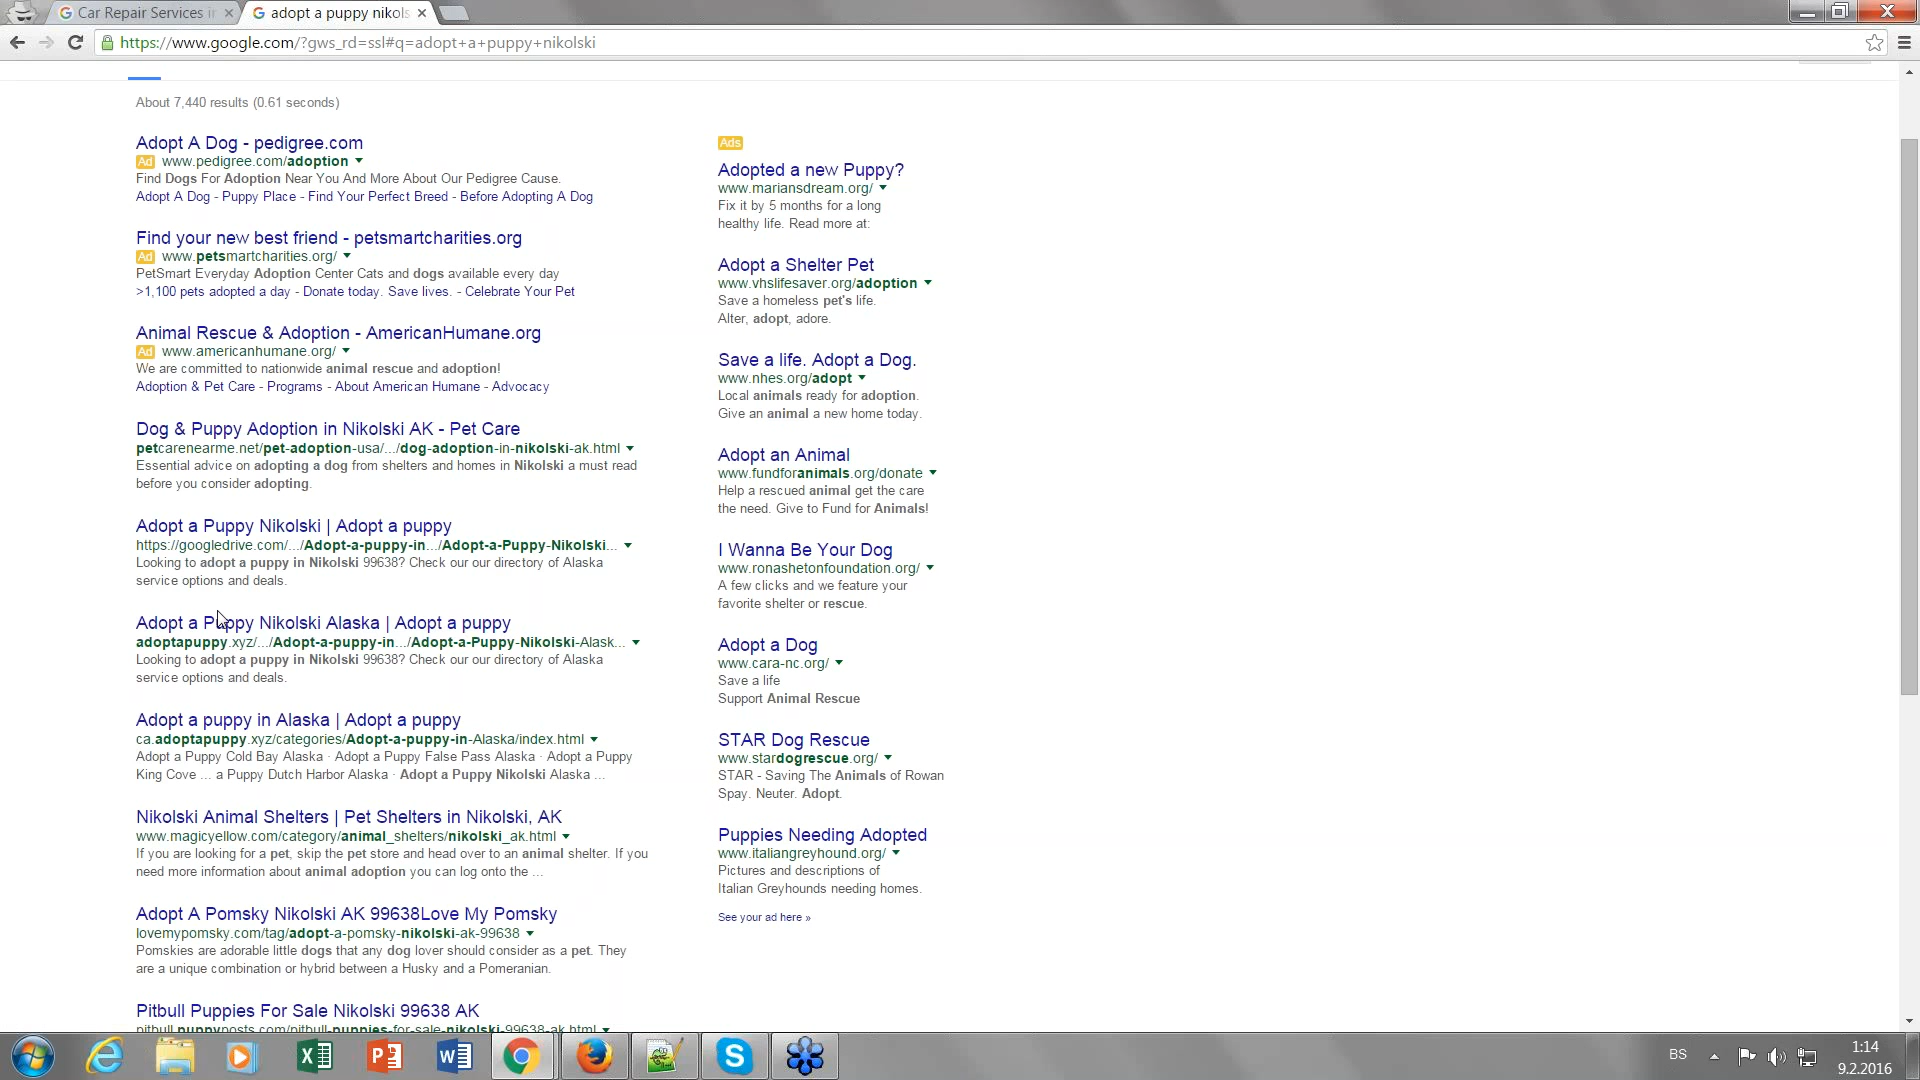 Car Repair Services i
adopt a puppy nikols
https://www.google.com/?gws_rd=ssl#q=adopt+a+puppy+nikolski
About 7,440 results (0.61 seconds)
Adopt A Dog - pedigree.com
Ad www.pedigree.com/adoption
Find Dogs For Adoption Near You And More About Our Pedigree Cause.
Adopt A Dog - Puppy Place - Find Your Perfect Breed - Before Adopting A Dog
Find your new best friend - petsmartcharities.org
Ad www.petsmartcharities.org/
PetSmart Everyday Adoption Center Cats and dogs available every day
>1,100 pets adopted a day - Donate today. Save lives. - Celebrate Your Pet
Animal Rescue & Adoption - AmericanHumane.org
Ad www.americanhumane.org/
We are committed to nationwide animal rescue and adoption!
Adoption & Pet Care - Programs - About American Humane - Advocacy
Dog & Puppy Adoption in Nikolski AK - Pet Care
petcarenearme.net/pet-adoption-usa/.../dog-adoption-in-nikolski-ak.html
Essential advice on adopting a dog from shelters and homes in Nikolski a must read
before you consider adopting.
Adopt a Puppy Nikolski | Adopt a puppy
https://googledrive.com/.../Adopt-a-puppy-in.../Adopt-a-Puppy-Nikolski...
Looking to adopt a puppy in Nikolski 99638? Check our our directory of Alaska
service options and deals.
Adopt a Puppy Nikolski Alaska | Adopt a puppy
adoptapuppy.xyz/.../Adopt-a-puppy-in.../Adopt-a-Puppy-Nikolski-Alask...
Looking to adopt a puppy in Nikolski 99638? Check our our directory of Alaska
service options and deals.
Adopt a puppy in Alaska | Adopt a puppy
ca.adoptapuppy.xyz/categories/Adopt-a-puppy-in-Alaska/index.html
Adopt a Puppy Cold Bay Alaska · Adopt a Puppy False Pass Alaska · Adopt a Puppy
King Cove ... a Puppy Dutch Harbor Alaska · Adopt a Puppy Nikolski Alaska ...
Nikolski Animal Shelters | Pet Shelters in Nikolski, AK
www.magicyellow.com/category/animal_shelters/nikolski_ak.html
If you are looking for a pet, skip the pet store and head over to an animal shelter. If you
need more information about animal adoption you can log onto the ...
Adopt A Pomsky Nikolski AK 99638Love My Pomsky
lovemypomsky.com/tag/adopt-a-pomsky-nikolski-ak-99638
Pomskies are adorable little dogs that any dog lover should consider as a pet. They
are a unique combination or hybrid between a Husky and a Pomeranian.
Pitbull Puppies For Sale Nikolski 99638 AK
pitbull.puppyposts.com/pitbull-puppies-for-sale-nikolski-99638-ak.html
Ads
Adopted a new Puppy?
www.mariansdream.org/
Fix it by 5 months for a long
healthy life. Read more at:
Adopt a Shelter Pet
www.vhslifesaver.org/adoption
Save a homeless pet's life.
Alter, adopt, adore.
Save a life. Adopt a Dog.
www.nhes.org/adopt
Local animals ready for adoption.
Give an animal a new home today.
Adopt an Animal
www.fundforanimals.org/donate
Help a rescued animal get the care
the need. Give to Fund for Animals!
I Wanna Be Your Dog
www.ronashetonfoundation.org/
A few clicks and we feature your
favorite shelter or rescue.
Adopt a Dog
www.cara-nc.org/
Save a life
Support Animal Rescue
STAR Dog Rescue
www.stardogrescue.org/
STAR - Saving The Animals of Rowan
Spay. Neuter. Adopt.
Puppies Needing Adopted
www.italiangreyhound.org/
Pictures and descriptions of
Italian Greyhounds needing homes.
See your ad here »
BS
1:14
9.2.2016